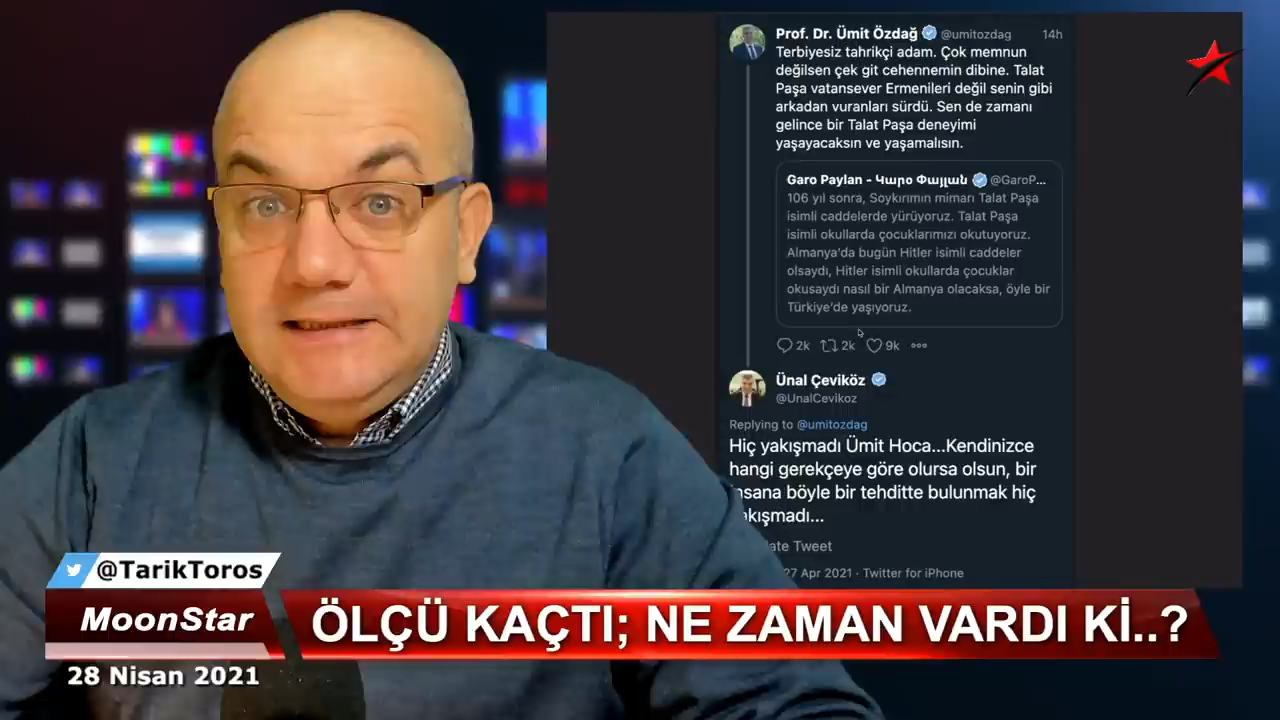 Prof. Dr. Ümit Özdağ @umitozdag 14h
Terbiyesiz tahrikçi adam. Çok memnun
değilsen çek git cehennemin dibine. Talat
Paşa vatansever Ermenileri değil senin gibi
arkadan vuranları sürdü. Sen de zamanı
gelince bir Talat Paşa deneyimi
yaşayacaksın ve yaşamalısın.
Garo Paylan - Կարօ Փայլան @GaroP...
106 yıl sonra, Soykırımın mimarı Talat Paşa
isimli caddelerde yürüyoruz. Talat Paşa
isimli okullarda çocuklarımızı okutuyoruz.
Almanya'da bugün Hitler isimli caddeler
olsaydı, Hitler isimli okullarda çocuklar
okusaydı nasıl bir Almanya olacaksa, öyle bir
Türkiye'de yaşıyoruz.
2k 2k 9k
Ünal Çeviköz
@UnalCevikoz
Replying to @umitozdag
Hiç yakışmadı Ümit Hoca...Kendinizce
hangi gerekçeye göre olursa olsun, bir
insana böyle bir tehditte bulunmak hiç
yakışmadı...
ate Tweet
27 Apr 2021 · Twitter for iPhone
@TarikToros
MoonStar
ÖLÇÜ KAÇTI; NE ZAMAN VARDI Kİ..?
28 Nisan 2021